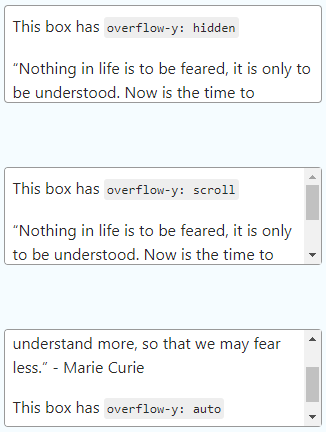 This box has overflow-y: hidden
“Nothing in life is to be feared, it is only to
be understood. Now is the time to
This box has overflow-y: scroll
“Nothing in life is to be feared, it is only
to be understood. Now is the time to
understand more, so that we may fear
less.” - Marie Curie
This box has overflow-y: auto